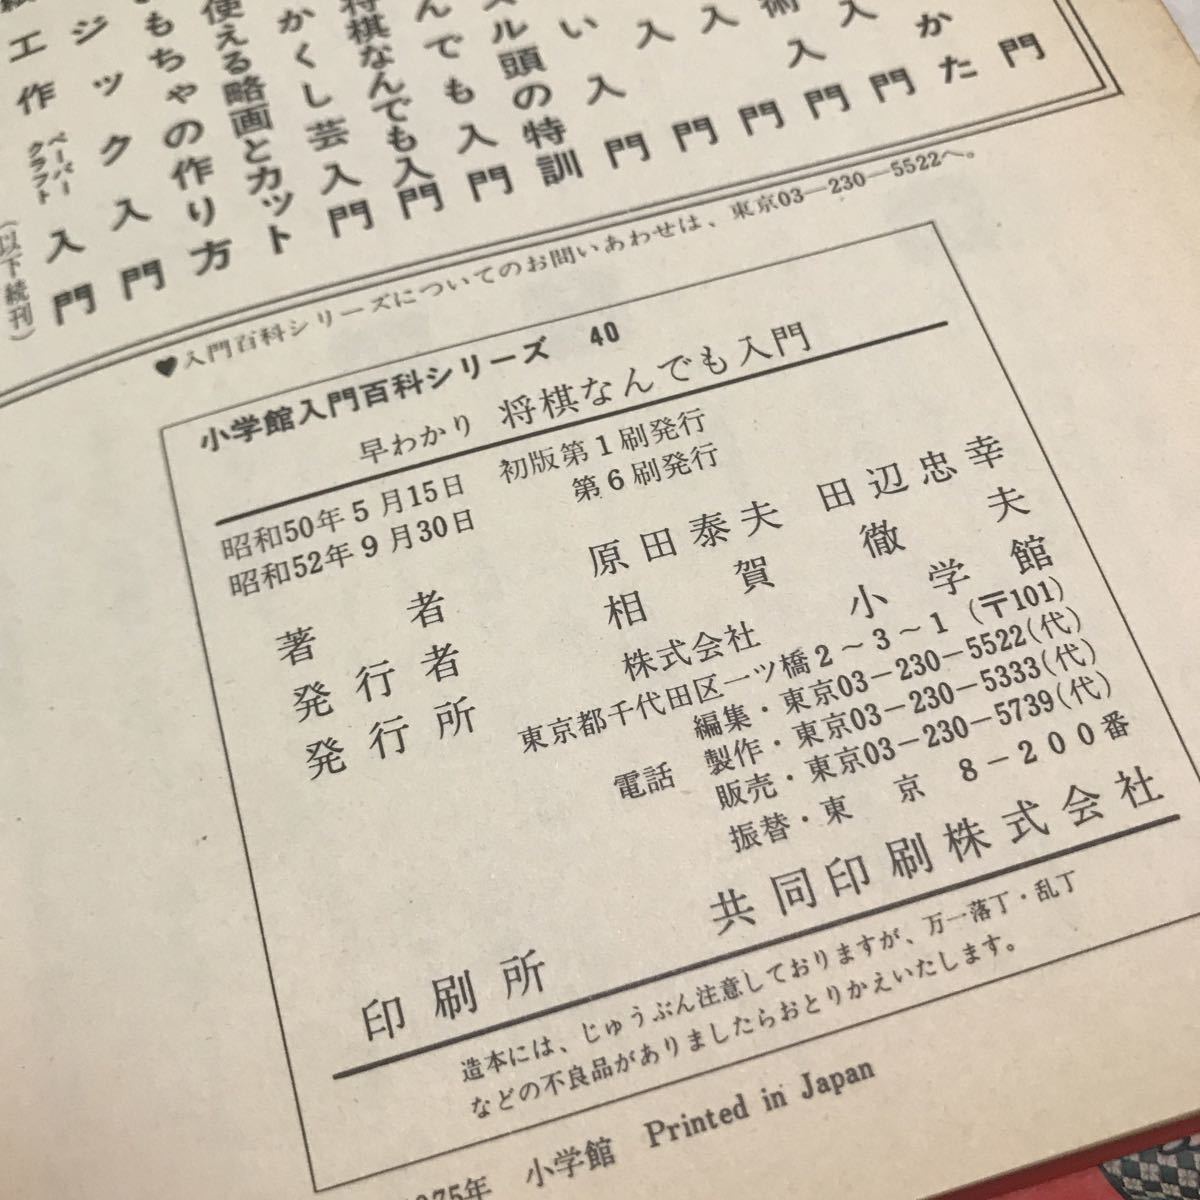 た
か
門
入門
術入門
入門
入門
い入門
ズル頭の特訓
んでも入門
将棋なんでも入門
かくし芸入門
使える略画とカット
もちゃの作り方
ジック入門
工作 ペーパークラフト 入門
(以下続刊)
♥入門百科シリーズについてのお問いあわせは、東京03－230－5522へ。
小学館入門百科シリーズ 40
早わかり 将棋なんでも入門
昭和50年5月15日 初版第1刷発行
昭和52年9月30日 第6刷発行
著者 原田泰夫 田辺忠幸
発行者 相賀徹夫
発行所 株式会社 小学館
東京都千代田区一ツ橋2～3～1 (〒101)
電話 編集・東京03－230－5522(代)
製作・東京03－230－5333(代)
販売・東京03－230－5739(代)
振替・東京 8－200番
印刷所 共同印刷株式会社
造本には、じゅうぶん注意しておりますが、万一落丁・乱丁
などの不良品がありましたらおとりかえいたします。
975年 小学館 Printed in Japan